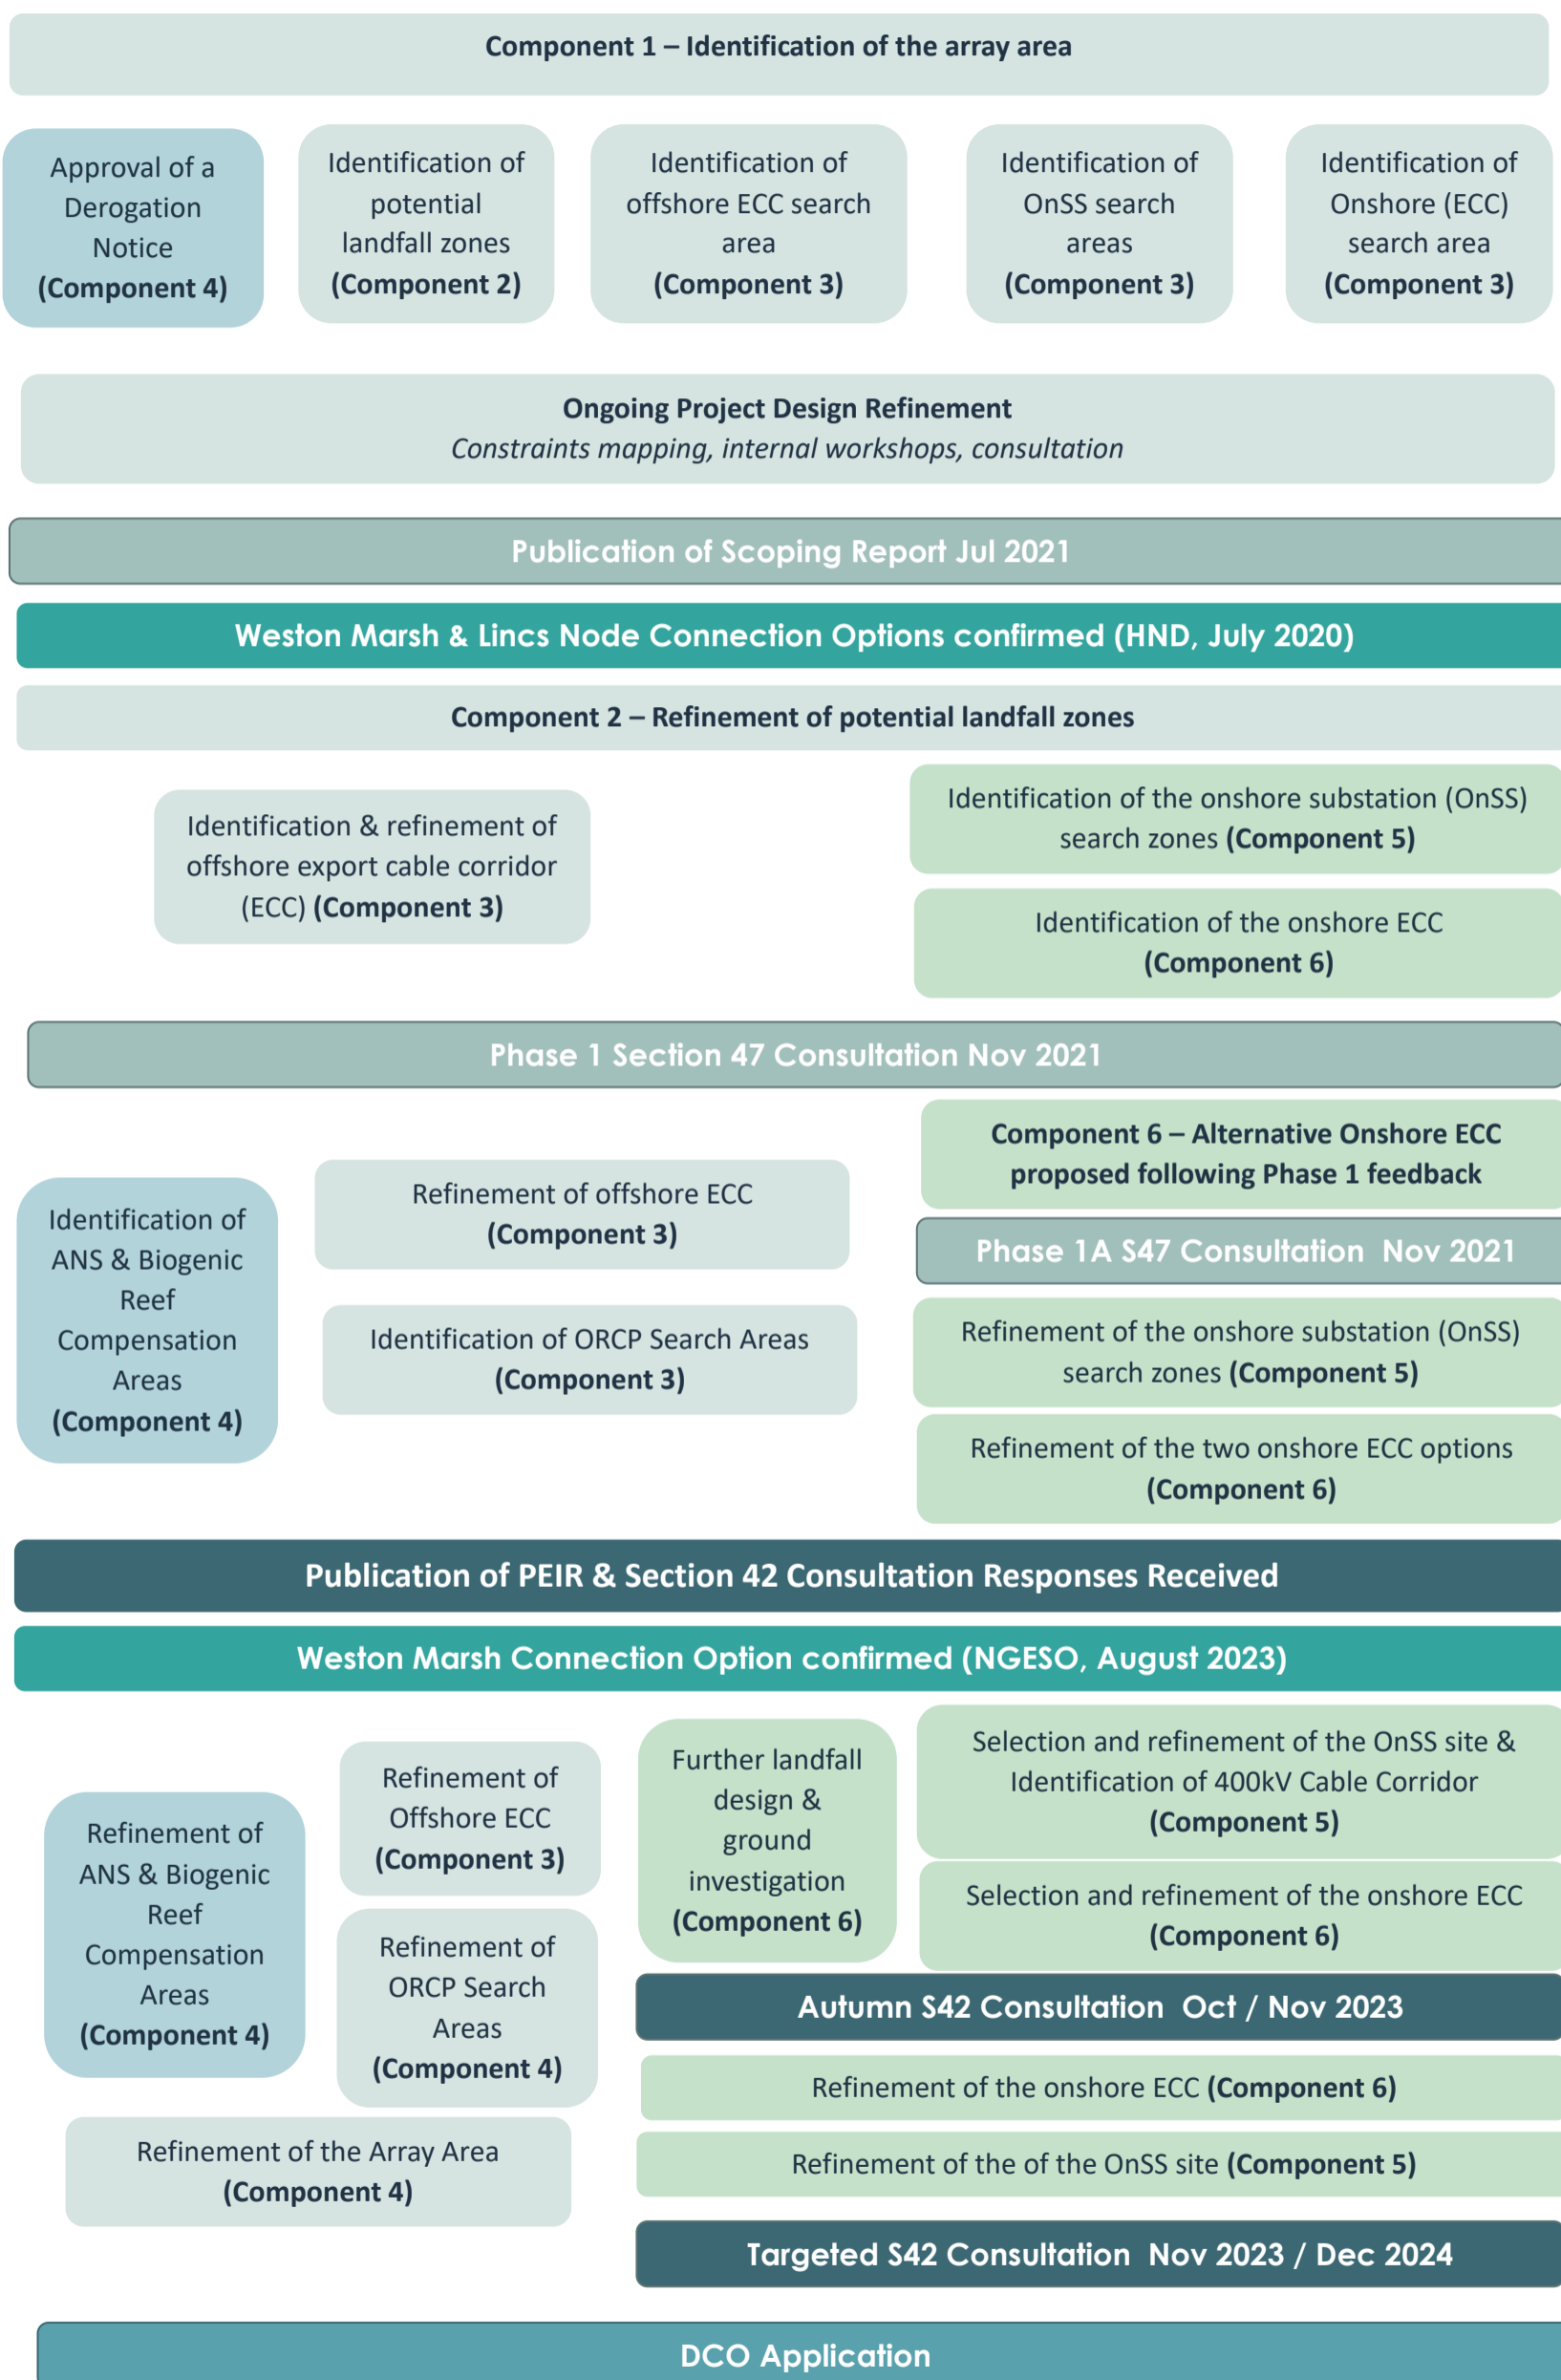 Component 1 – Identification of the array area
Approval of a
Derogation
Notice
(Component 4)
Identification of
potential
landfall zones
(Component 2)
Identification of
offshore ECC search
area
(Component 3)
Identification of
OnSS search
areas
(Component 3)
Identification of
Onshore (ECC)
search area
(Component 3)
Ongoing Project Design Refinement
Constraints mapping, internal workshops, consultation
Publication of Scoping Report Jul 2021
Weston Marsh & Lincs Node Connection Options confirmed (HND, July 2020)
Component 2 – Refinement of potential landfall zones
Identification & refinement of
offshore export cable corridor
(ECC) (Component 3)
Identification of the onshore substation (OnSS)
search zones (Component 5)
Identification of the onshore ECC
(Component 6)
Phase 1 Section 47 Consultation Nov 2021
Identification of
ANS & Biogenic
Reef
Compensation
Areas
(Component 4)
Refinement of offshore ECC
(Component 3)
Identification of ORCP Search Areas
(Component 3)
Component 6 – Alternative Onshore ECC
proposed following Phase 1 feedback
Phase 1A S47 Consultation Nov 2021
Refinement of the onshore substation (OnSS)
search zones (Component 5)
Refinement of the two onshore ECC options
(Component 6)
Publication of PEIR & Section 42 Consultation Responses Received
Weston Marsh Connection Option confirmed (NGESO, August 2023)
Refinement of
ANS & Biogenic
Reef
Compensation
Areas
(Component 4)
Refinement of
Offshore ECC
(Component 3)
Refinement of
ORCP Search
Areas
(Component 4)
Refinement of the Array Area
(Component 4)
Further landfall
design &
ground
investigation
(Component 6)
Selection and refinement of the OnSS site &
Identification of 400kV Cable Corridor
(Component 5)
Selection and refinement of the onshore ECC
(Component 6)
Autumn S42 Consultation Oct / Nov 2023
Refinement of the onshore ECC (Component 6)
Refinement of the of the OnSS site (Component 5)
Targeted S42 Consultation Nov 2023 / Dec 2024
DCO Application